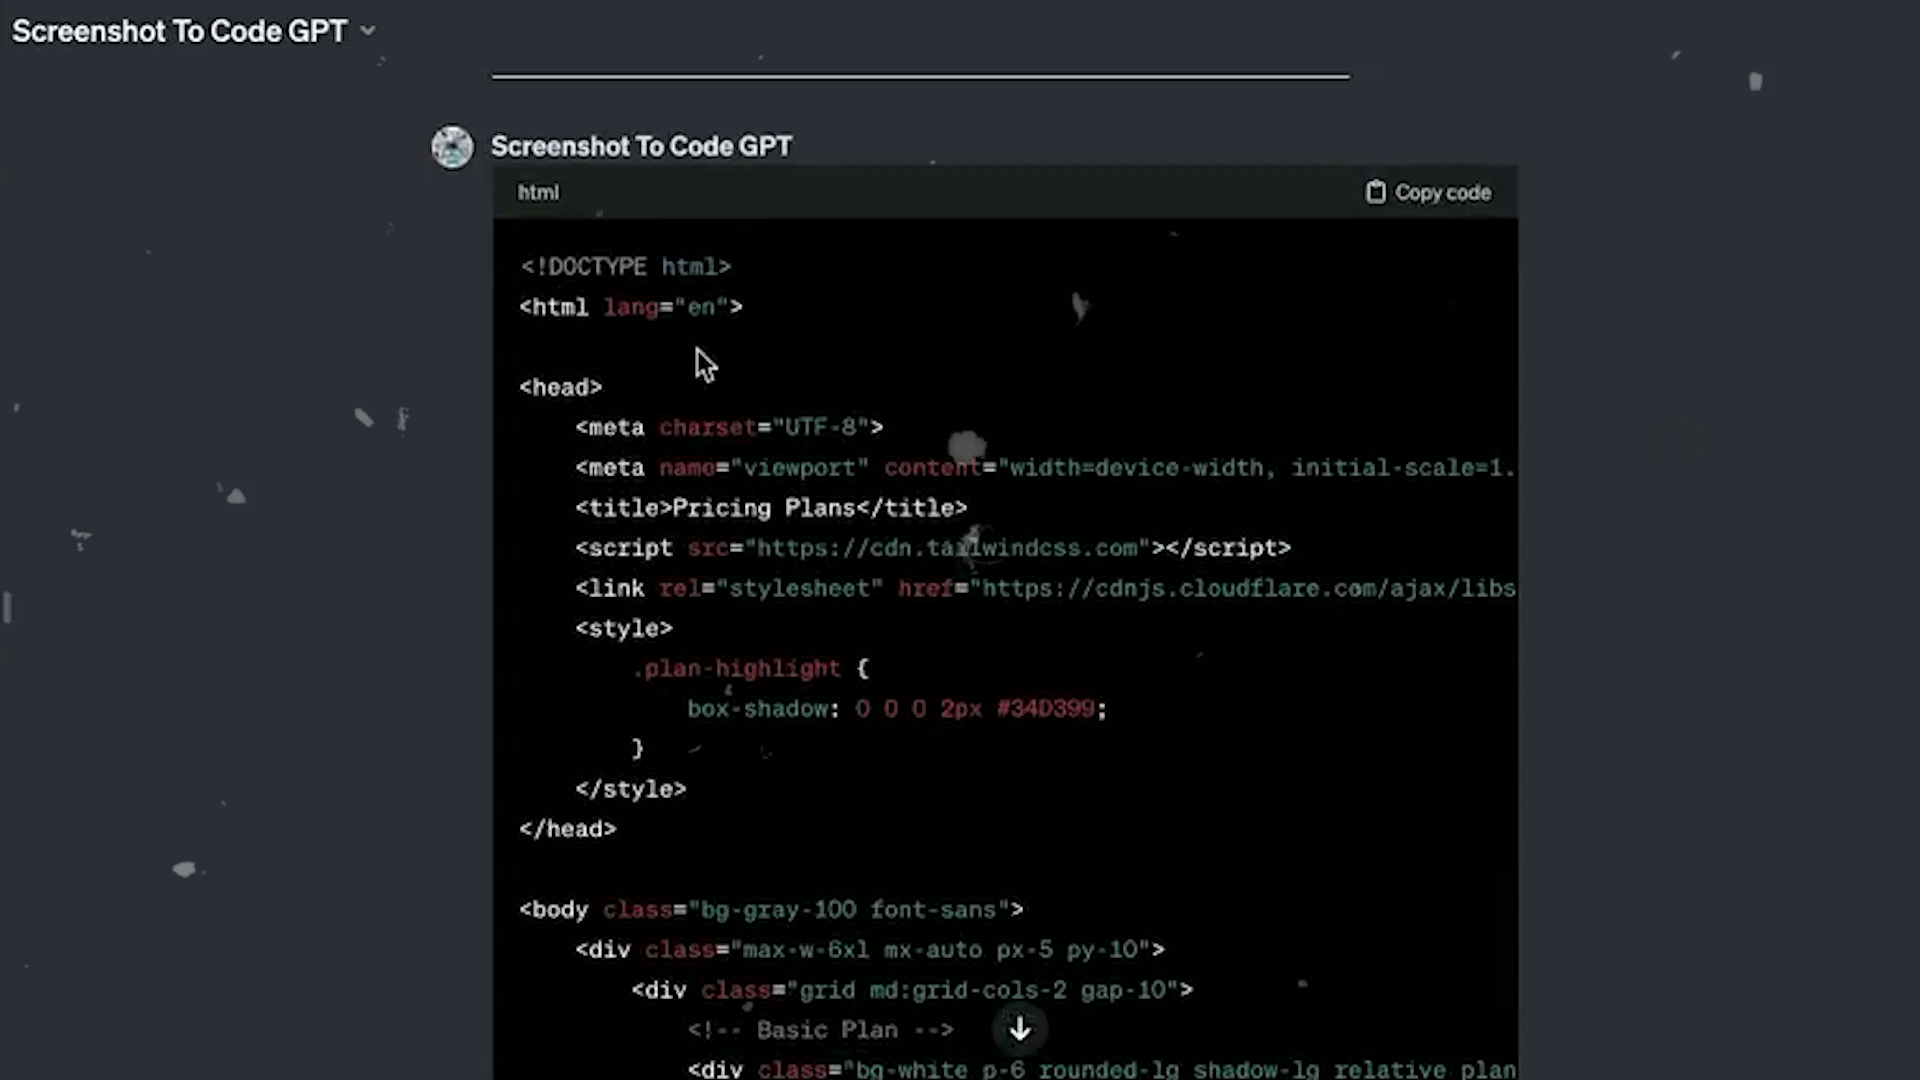 Screenshot To Code GPT
Screenshot To Code GPT
html
Copy code
<!DOCTYPE html>
<html lang="en">
<head>
<meta charset="UTF-8">
<meta name="viewport" content="width=device-width, initial-scale=1.
<title>Pricing Plans</title>
<script src="https://cdn.tailwindcss.com"></script>
<link rel="stylesheet" href="https://cdnjs.cloudflare.com/ajax/libs
<style>
.plan-highlight {
box-shadow: 0 0 0 2px #34D399;
}
</style>
</head>
<body class="bg-gray-100 font-sans">
<div class="max-w-6xl mx-auto px-5 py-10">
<div class="grid md:grid-cols-2 gap-10">
<!-- Basic Plan -->
<div class="bg-white p-6 rounded-lg shadow-lg relative plan